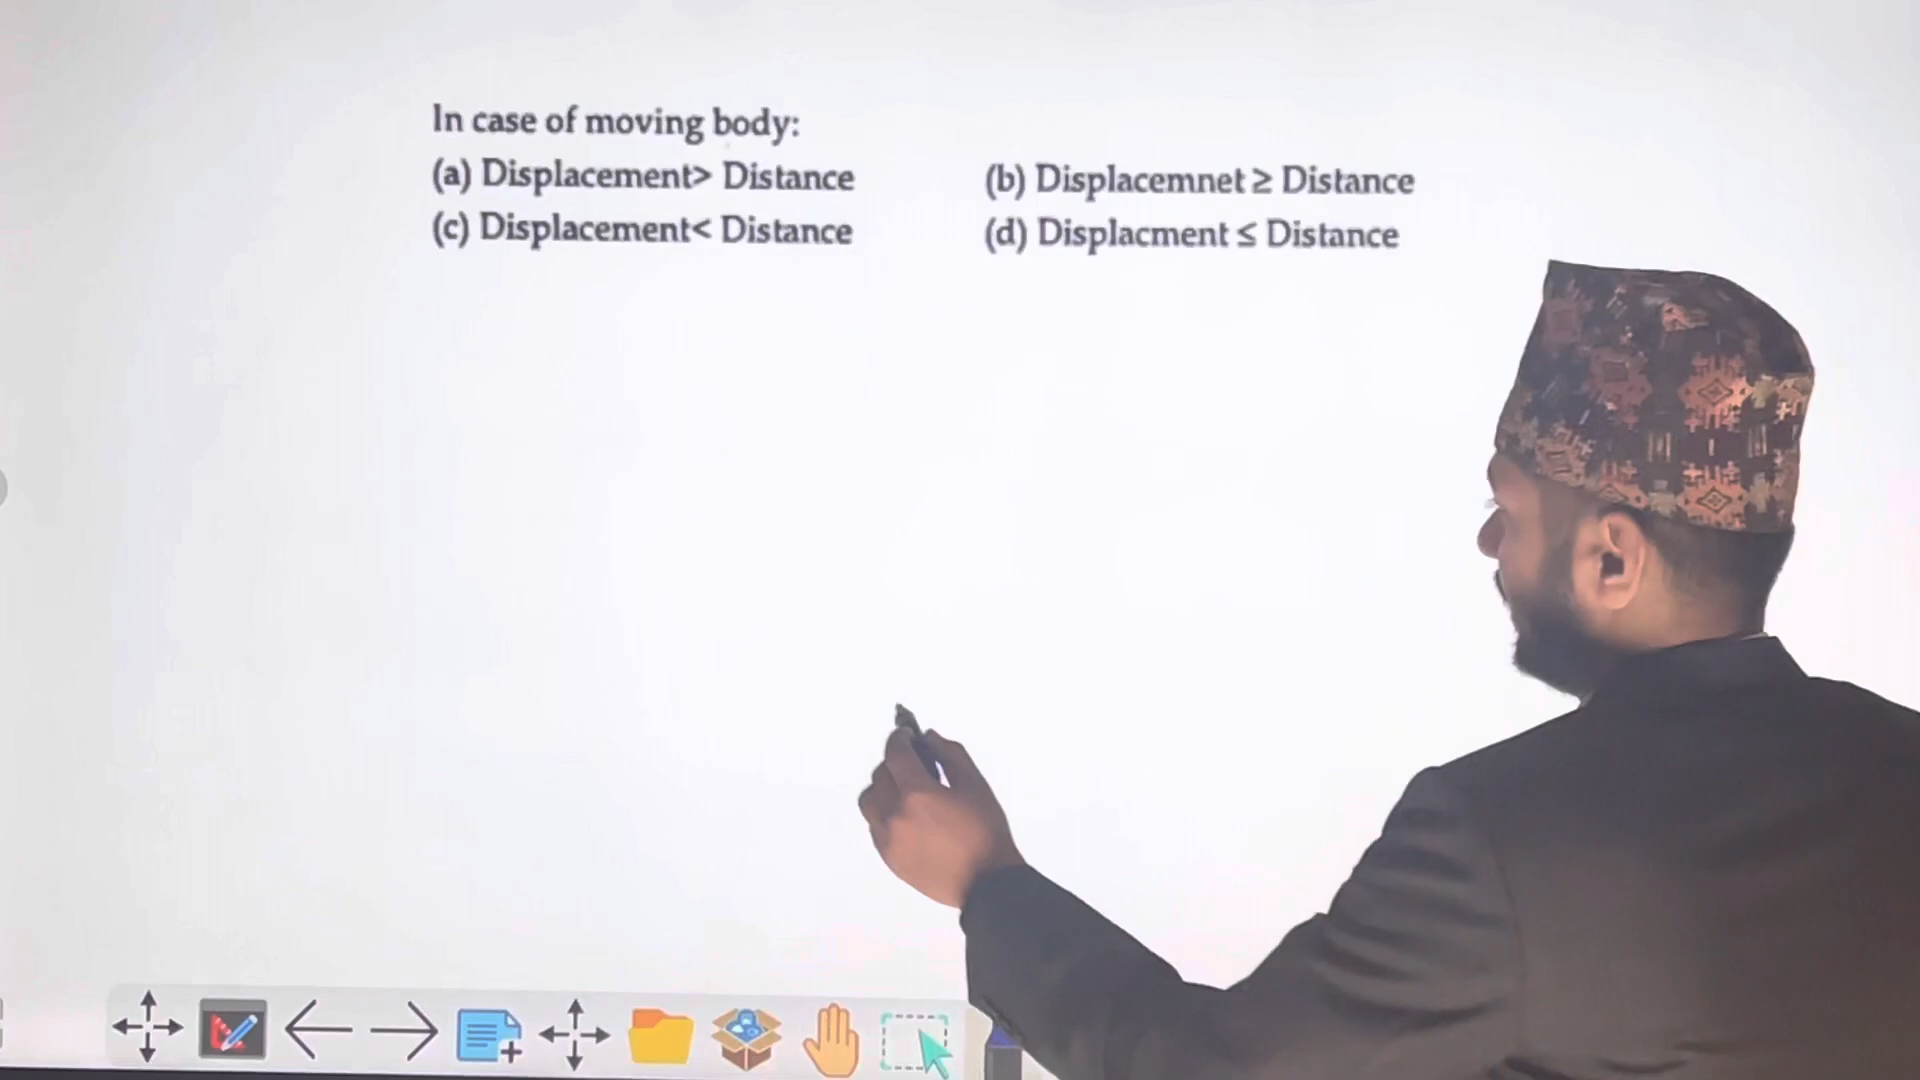 In case of moving body:
(a) Displacement> Distance
(b) Displacemnet ≥ Distance
(c) Displacement< Distance
(d) Displacment ≤ Distance